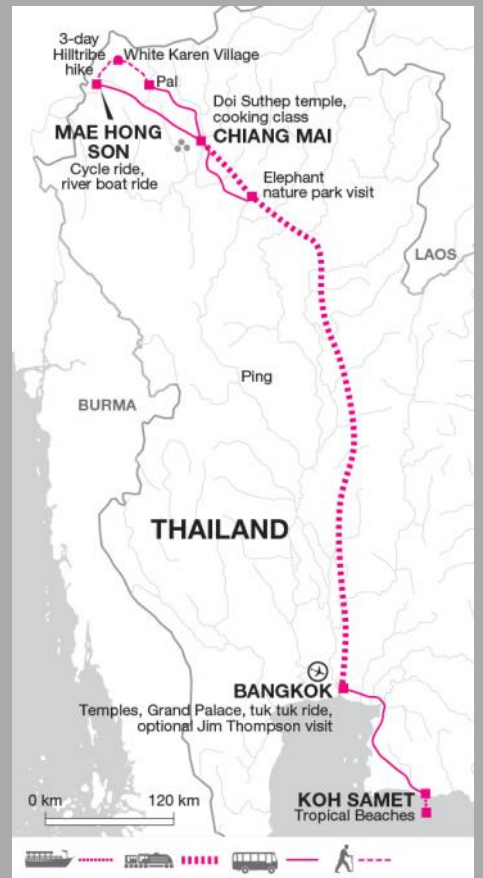 3-day
Hilltribe
hike
White Karen Village
Pal
MAE HONG
SON
Cycle ride,
river boat ride
Doi Suthep temple,
cooking class
CHIANG MAI
Elephant
nature park visit
LAOS
Ping
BURMA
THAILAND
BANGKOK
Temples, Grand Palace, tuk tuk ride,
optional Jim Thompson visit
0 km 120 km
KOH SAMET
Tropical Beaches